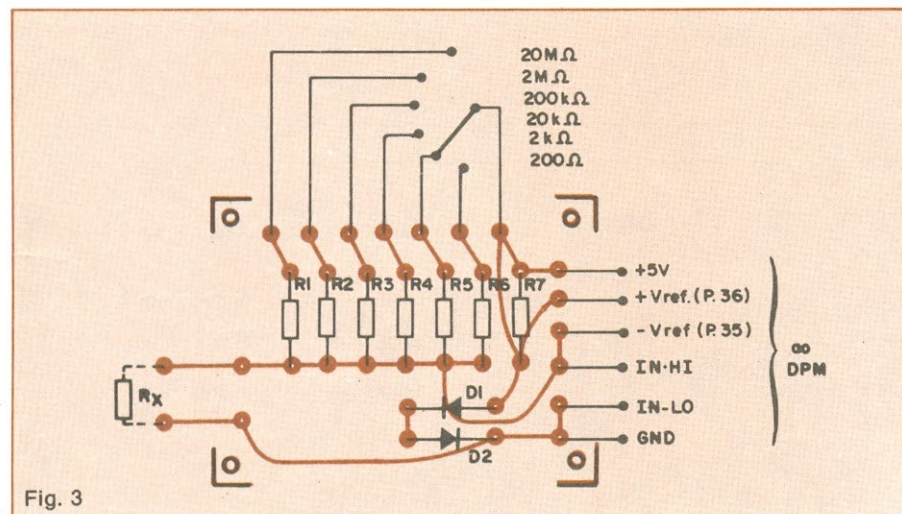 20MΩ
2MΩ
200kΩ
20kΩ
2kΩ
200Ω
R1 R2 R3 R4 R5 R6 R7
+5V
+Vref. (P.36)
-Vref (P.35)
IN·HI
IN-LO
GND
∞
DPM
RX
D1
D2
Fig. 3